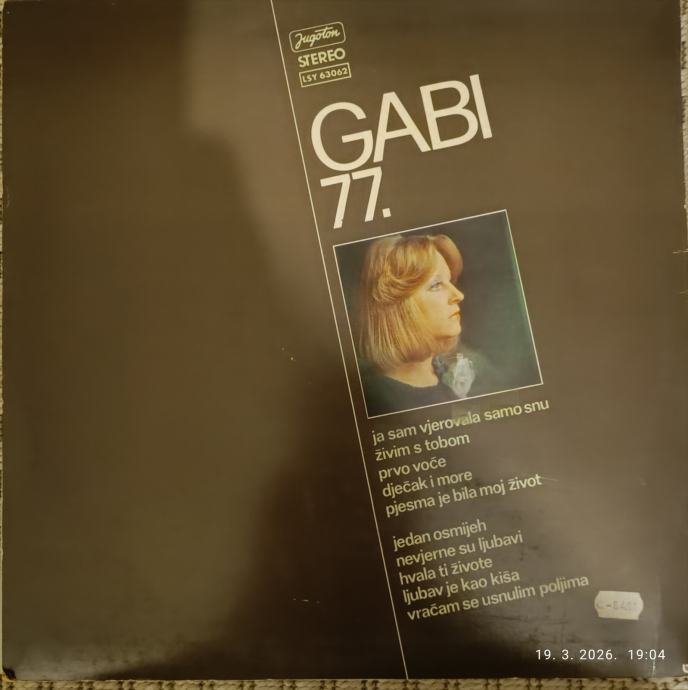 Jugoton
STEREO
LSY 63062
GABI
77.
ja sam vjerovala samo snu
živim s tobom
prvo voće
dječak i more
pjesma je bila moj život
jedan osmijeh
nevjerne su ljubavi
hvala ti živote
ljubav je kao kiša
vraćam se usnulim poljima
19. 3. 2026. 19:04